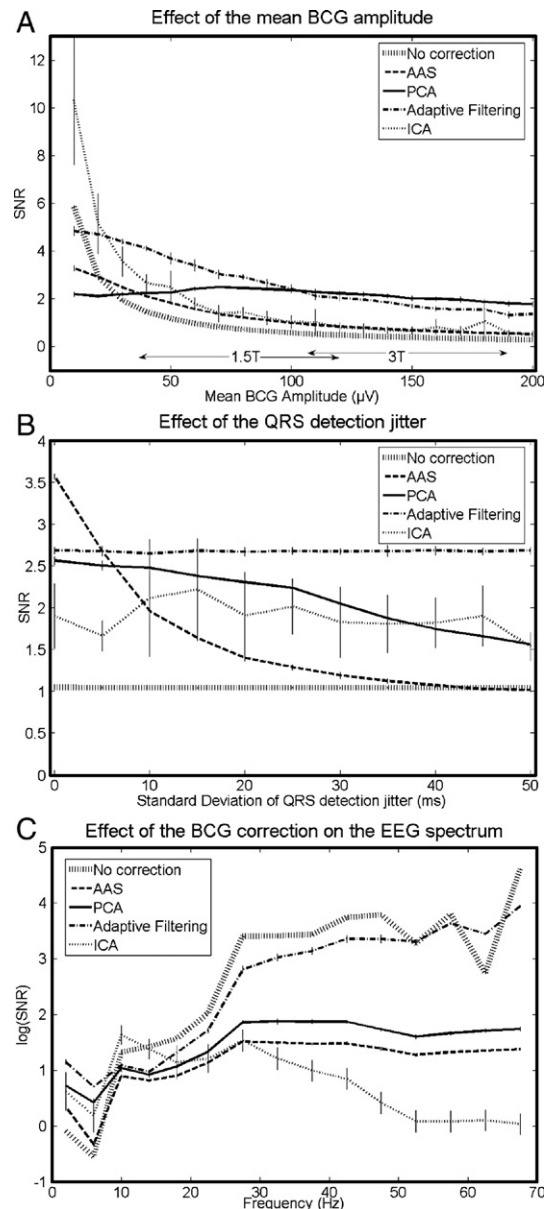 A Effect of the mean BCG amplitude
12
10
8
6
4
2
0
SNR
No correction
AAS
PCA
Adaptive Filtering
ICA
1.5T
3T
0 50 100 150 200
Mean BCG Amplitude (µV)
B Effect of the QRS detection jitter
4
3.5
3
2.5
2
1.5
1
0.5
0
SNR
No correction
AAS
PCA
Adaptive Filtering
ICA
0 10 20 30 40 50
Standard Deviation of QRS detection jitter (ms)
C Effect of the BCG correction on the EEG spectrum
5
4
3
2
1
0
-1
log(SNR)
No correction
AAS
PCA
Adaptive Filtering
ICA
0 10 20 30 40 50 60 70
Frequency (Hz)